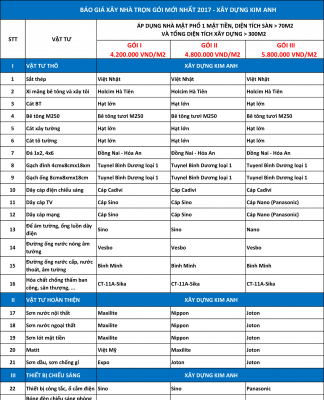 BÁO GIÁ XÂY NHÀ TRỌN GÓI MỚI NHẤT 2017 - XÂY DỰNG KIM ANH
STT
VẬT TƯ
ÁP DỤNG NHÀ MẶT PHỐ 1 MẶT TIỀN, DIỆN TÍCH SÀN > 70M2
VÀ TỔNG DIỆN TÍCH XÂY DỰNG > 300M2
GÓI I GÓI II GÓI III
4.200.000 VND/M2 4.800.000 VND/M2 5.800.000 VND/M2
I VẬT TƯ THÔ XÂY DỰNG KIM ANH
1 Sắt thép Việt Nhật Việt Nhật Việt Nhật
2 Xi măng bê tông và xây tôi Holcim Hà Tiên Holcim Hà Tiên Holcim Hà Tiên
3 Cát BT Hạt lớn Hạt lớn Hạt lớn
4 Bê tông M250 Bê tông tươi M250 Bê tông tươi M250 Bê tông tươi M250
5 Cát xây tường Hạt lớn Hạt lớn Hạt lớn
6 Cát tô tường Hạt lớn Hạt lớn Hạt lớn
7 Đá 1x2, 4x6 Đồng Nai - Hóa An Đồng Nai - Hóa An Đồng Nai - Hóa An
8 Gạch đinh 4cmx8cmx18cm Tuynel Bình Dương loại 1 Tuynel Bình Dương loại 1 Tuynel Bình Dương loại 1
9 Gạch ống 8cmx8cmx18cm Tuynel Bình Dương loại 1 Tuynel Bình Dương loại 1 Tuynel Bình Dương loại 1
10 Dây cáp điện chiếu sáng Cáp Cadivi Cáp Cadivi Cáp Cadivi
11 Dây cáp TV Cáp Sino Cáp Sino Cáp Nano (Panasonic)
12 Dây cáp mạng Cáp Sino Cáp Sino Cáp Nano (Panasonic)
13 Đế âm tường, ống luồn dây điện Sino Sino Nano
14 Đường ống nước nóng âm tường Vesbo Vesbo Vesbo
15 Đường ống nước cấp, nước thoát, âm tường Bình Minh Bình Minh Bình Minh
16 Hóa chất chống thấm ban công, sân thượng, ... CT-11A-Sika CT-11A-Sika CT-11A-Sika
II VẬT TƯ HOÀN THIỆN XÂY DỰNG KIM ANH
17 Sơn nước nội thất Maxilite Nippon Joton
18 Sơn nước ngoại thất Maxilite Nippon Joton
19 Sơn lót mặt tiền Maxilite Nippon Joton
20 Matit Việt Mỹ Maxilite Joton
21 Sơn dầu, sơn chống gỉ Expo Joton Joton
III THIẾT BỊ CHIẾU SÁNG XÂY DỰNG KIM ANH
22 Thiết bị công tắc, ổ cắm điện Sino Sino Panasonic
Bóng đèn chiếu sáng phòng